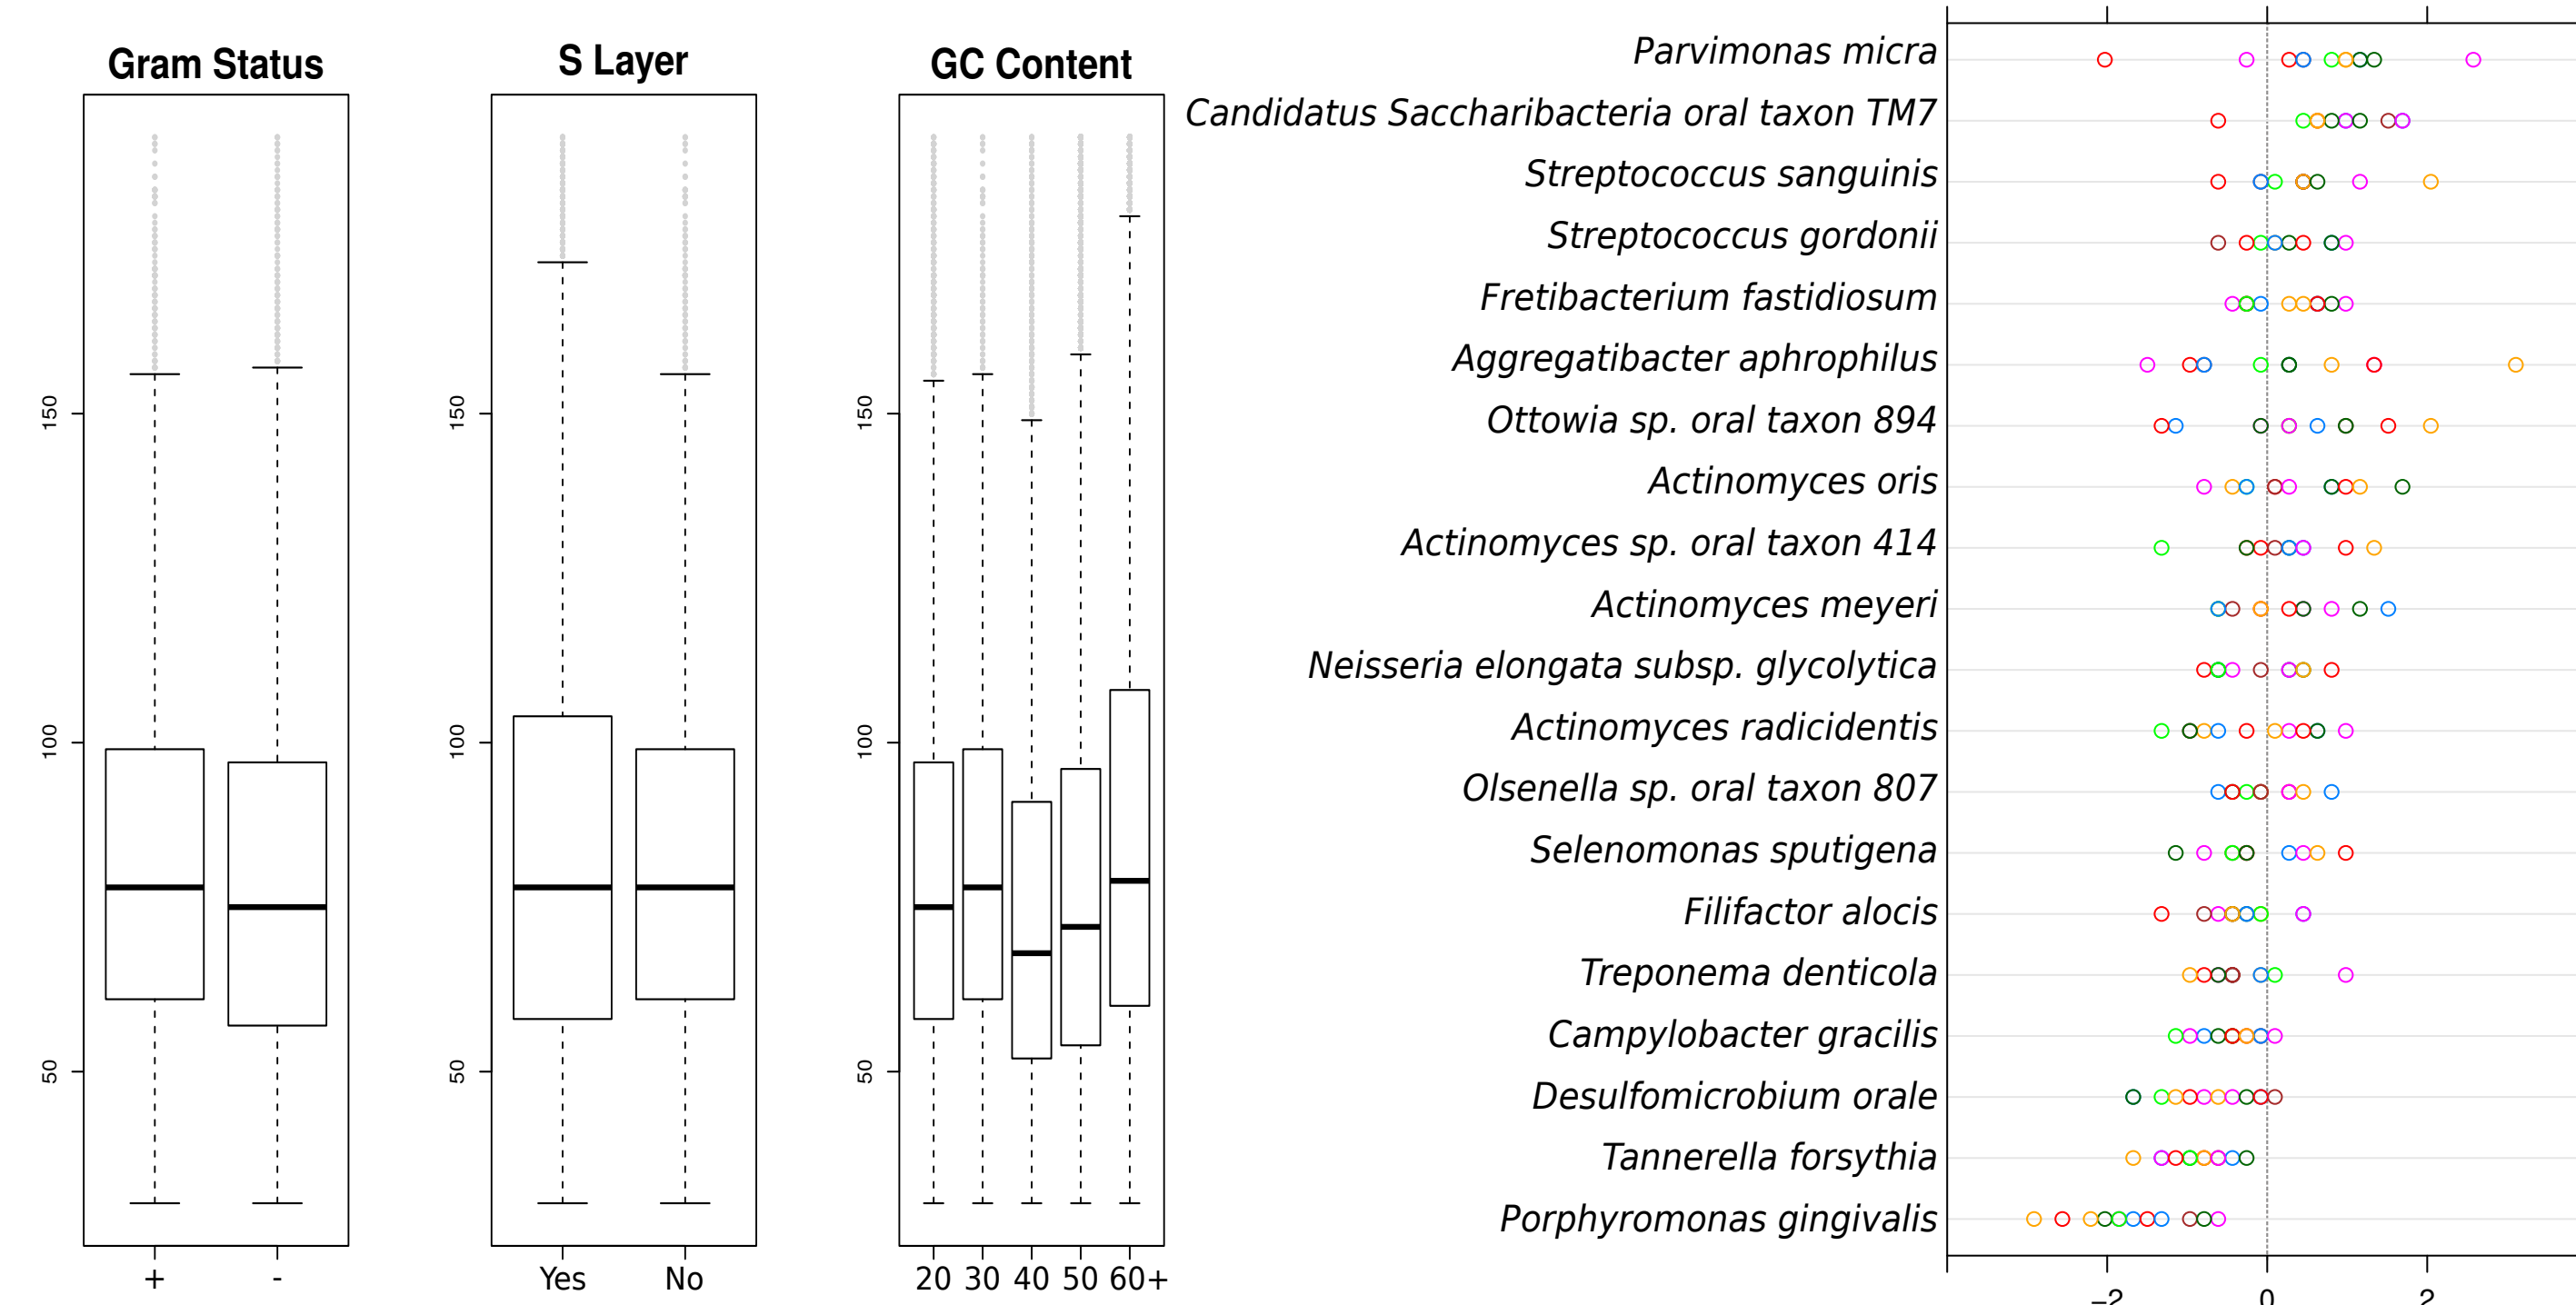 Gram Status
150
100
50
+ -
S Layer
150
100
50
Yes No
GC Content
150
100
50
20 30 40 50 60+
Parvimonas micra
Candidatus Saccharibacteria oral taxon TM7
Streptococcus sanguinis
Streptococcus gordonii
Fretibacterium fastidiosum
Aggregatibacter aphrophilus
Ottowia sp. oral taxon 894
Actinomyces oris
Actinomyces sp. oral taxon 414
Actinomyces meyeri
Neisseria elongata subsp. glycolytica
Actinomyces radicidentis
Olsenella sp. oral taxon 807
Selenomonas sputigena
Filifactor alocis
Treponema denticola
Campylobacter gracilis
Desulfomicrobium orale
Tannerella forsythia
Porphyromonas gingivalis
−2 0 2